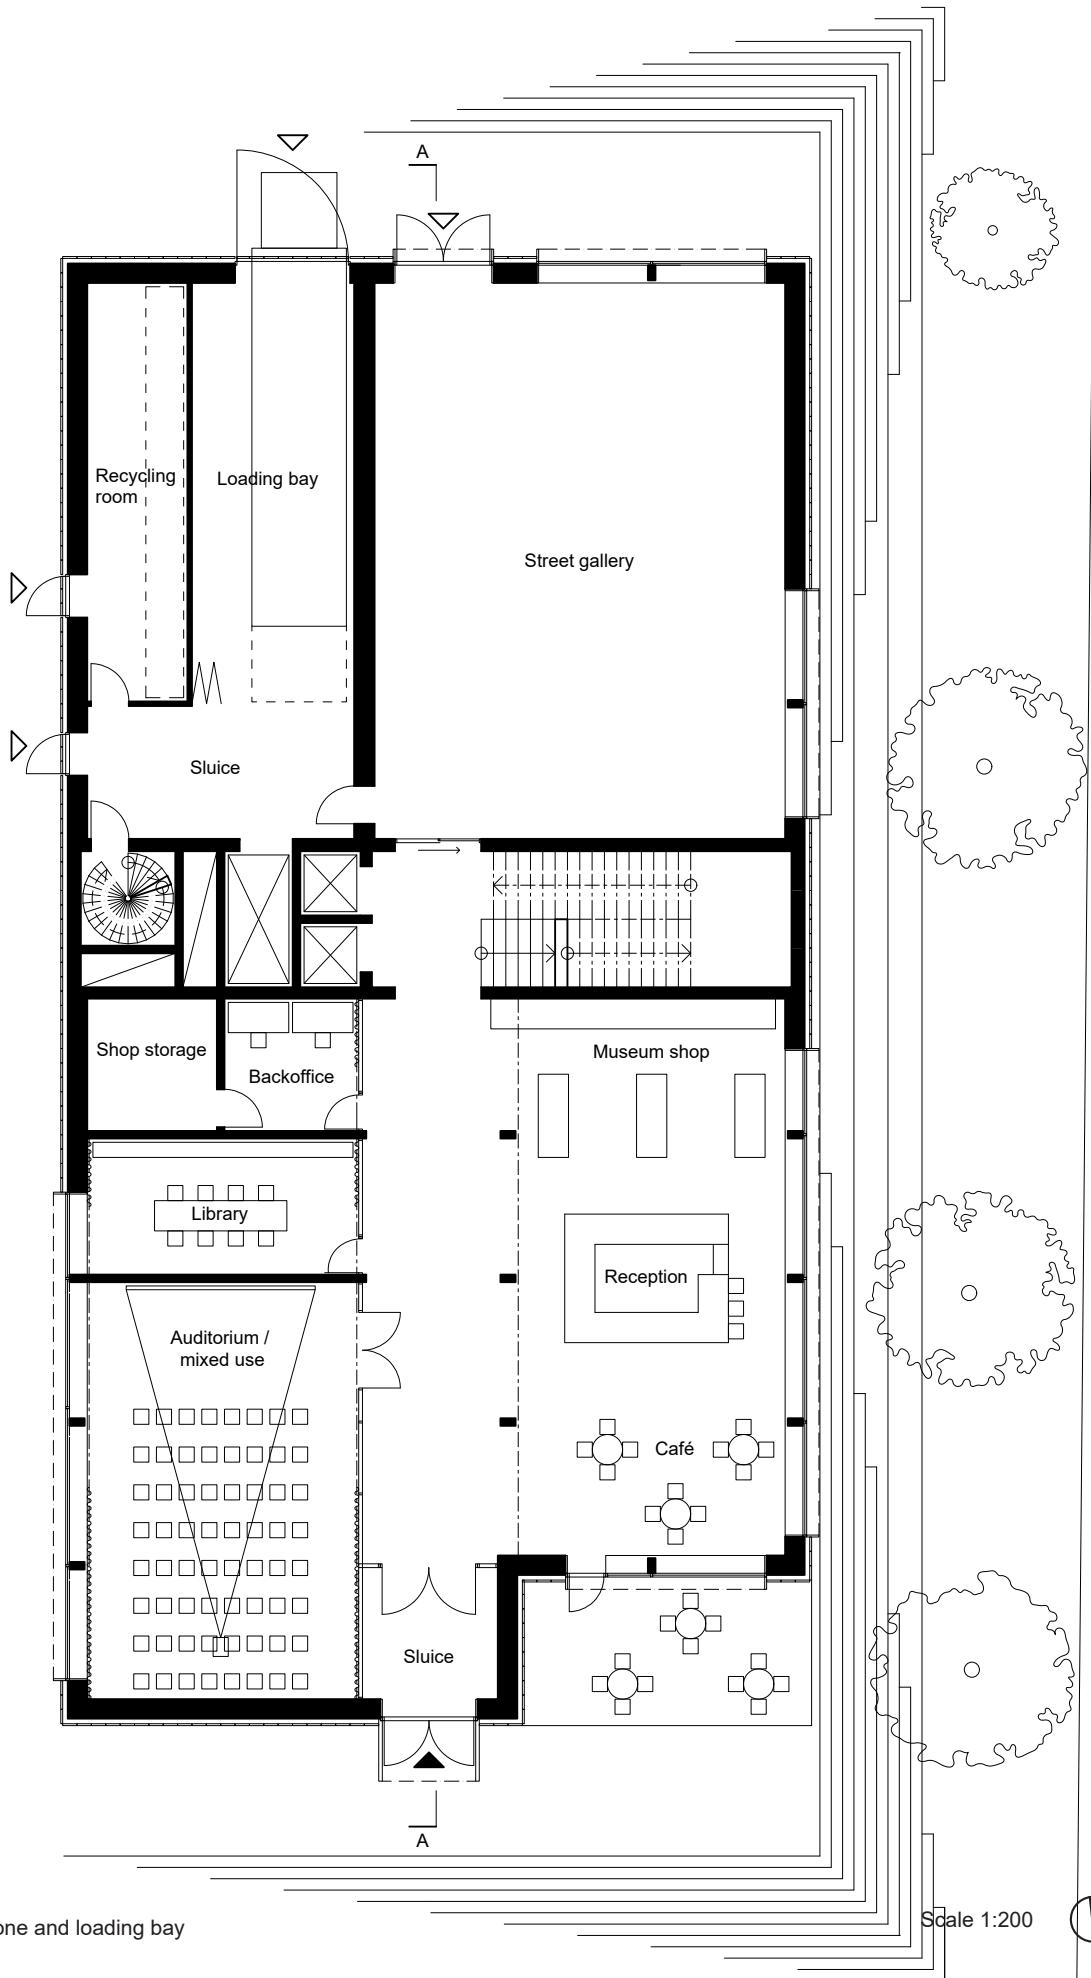 A
Recycling
room
Loading bay
Street gallery
Sluice
Shop storage
Backoffice
Museum shop
Library
Reception
Auditorium /
mixed use
Café
Sluice
A
one and loading bay
Scale 1:200